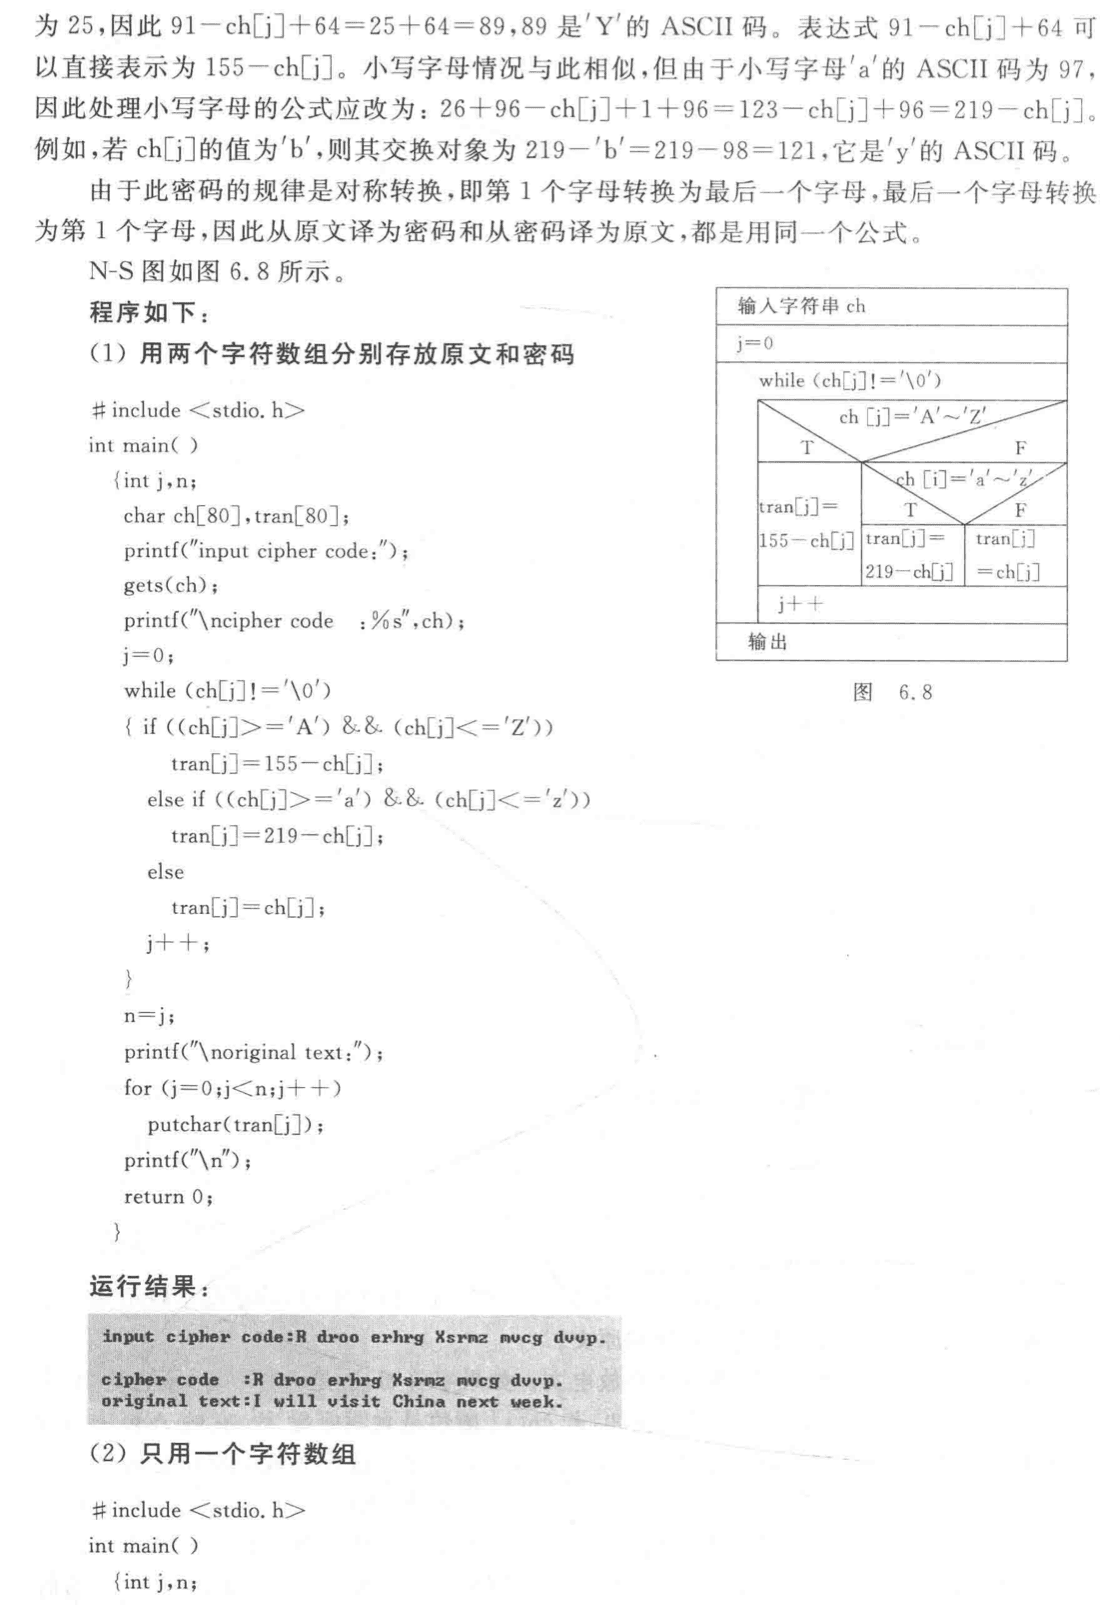 为 25,因此 91－ch[j]＋64＝25＋64＝89,89 是'Y'的 ASCII 码。表达式 91－ch[j]＋64 可
以直接表示为 155－ch[j]。小写字母情况与此相似,但由于小写字母'a'的 ASCII 码为 97,
因此处理小写字母的公式应改为：26＋96－ch[j]＋1＋96＝123－ch[j]＋96＝219－ch[j]。
例如,若 ch[j]的值为'b',则其交换对象为 219－'b'＝219－98＝121,它是'y'的 ASCII 码。
由于此密码的规律是对称转换,即第 1 个字母转换为最后一个字母,最后一个字母转换
为第 1 个字母,因此从原文译为密码和从密码译为原文,都是用同一个公式。
N-S 图如图 6.8 所示。
程序如下：
(1) 用两个字符数组分别存放原文和密码
#include <stdio.h>
int main( )
{int j,n;
char ch[80],tran[80];
printf("input cipher code:");
gets(ch);
printf("\ncipher code  :%s",ch);
j=0;
while (ch[j]!='\0')
{ if ((ch[j]>='A') && (ch[j]<='Z'))
tran[j]=155-ch[j];
else if ((ch[j]>='a') && (ch[j]<='z'))
tran[j]=219-ch[j];
else
tran[j]=ch[j];
j++;
}
n=j;
printf("\noriginal text:");
for (j=0;j<n;j++)
putchar(tran[j]);
printf("\n");
return 0;
}
输入字符串 ch
j=0
while (ch[j]!='\0')
ch [j]='A'～'Z'
T F
ch [i]='a'～'z'
T F
tran[j]=
155-ch[j]
tran[j]=
219-ch[j]
tran[j]
=ch[j]
j++
输出
图 6.8
运行结果：
input cipher code:R droo erhrg Xsrmz mvcg dvvp.
cipher code  :R droo erhrg Xsrmz mvcg dvvp.
original text:I will visit China next week.
(2) 只用一个字符数组
#include <stdio.h>
int main( )
{int j,n;